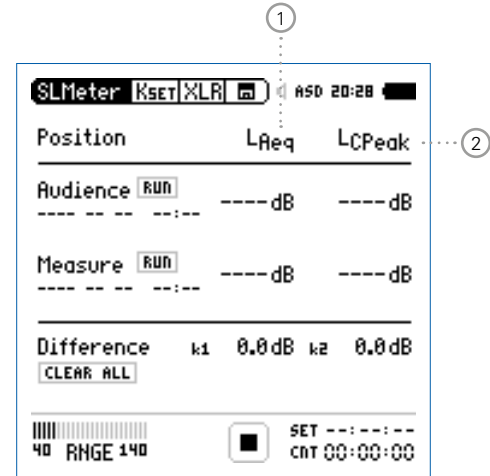 1
SLMeter KSET XLR ASD 20:28
Position LAeq LCPeak 2
Audience RUN ----dB ----dB
---- -- -- --:--
Measure RUN ----dB ----dB
---- -- -- --:--
Difference k1 0.0dB k2 0.0dB
CLEAR ALL
SET --:--:--
40 RNGE 140 CNT 00:00:00